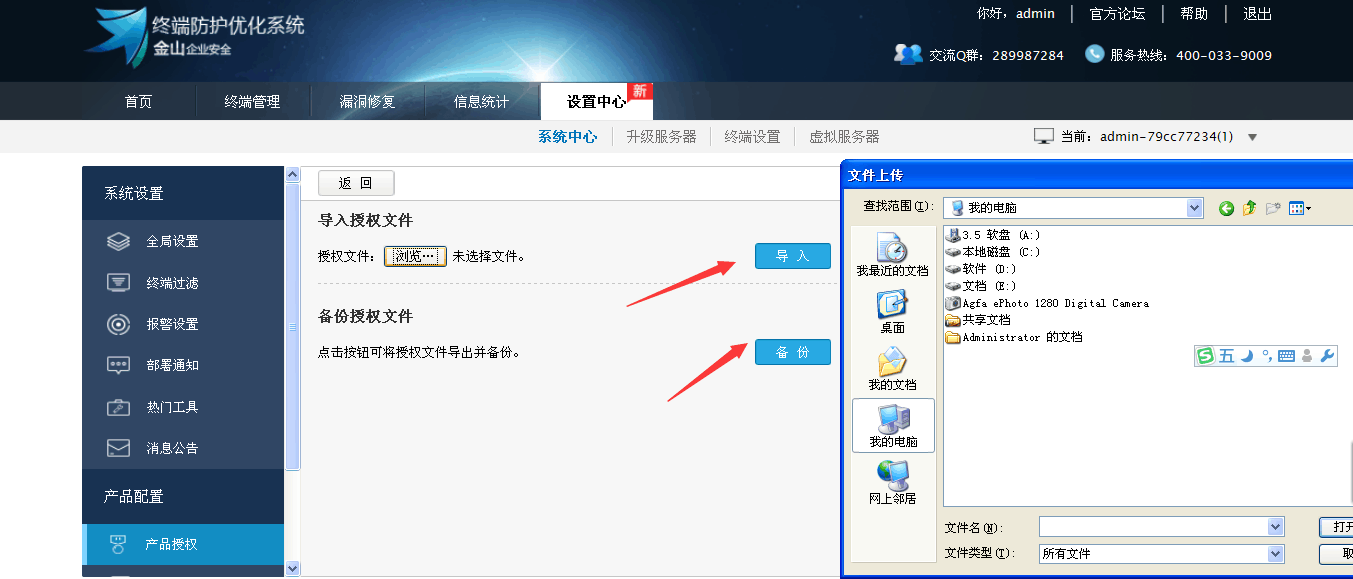 终端防护优化系统
金山企业安全
你好，admin 官方论坛 帮助 退出
交流Q群：289987284 服务热线：400-033-9009
首页 终端管理 漏洞修复 信息统计 设置中心 新
系统中心 升级服务器 终端设置 虚拟服务器 当前：admin-79cc77234(1)
系统设置
全局设置
终端过滤
报警设置
部署通知
热门工具
消息公告
产品配置
产品授权
返 回
导入授权文件
授权文件： 浏览… 未选择文件。 导 入
备份授权文件
点击按钮可将授权文件导出并备份。 备 份
文件上传
查找范围(I)： 我的电脑
我最近的文档
桌面
我的文档
我的电脑
网上邻居
3.5 软盘 (A:)
本地磁盘 (C:)
软件 (D:)
文档 (E:)
Agfa ePhoto 1280 Digital Camera
共享文档
Administrator 的文档
五
文件名(N)： 打开
文件类型(T)： 所有文件 取